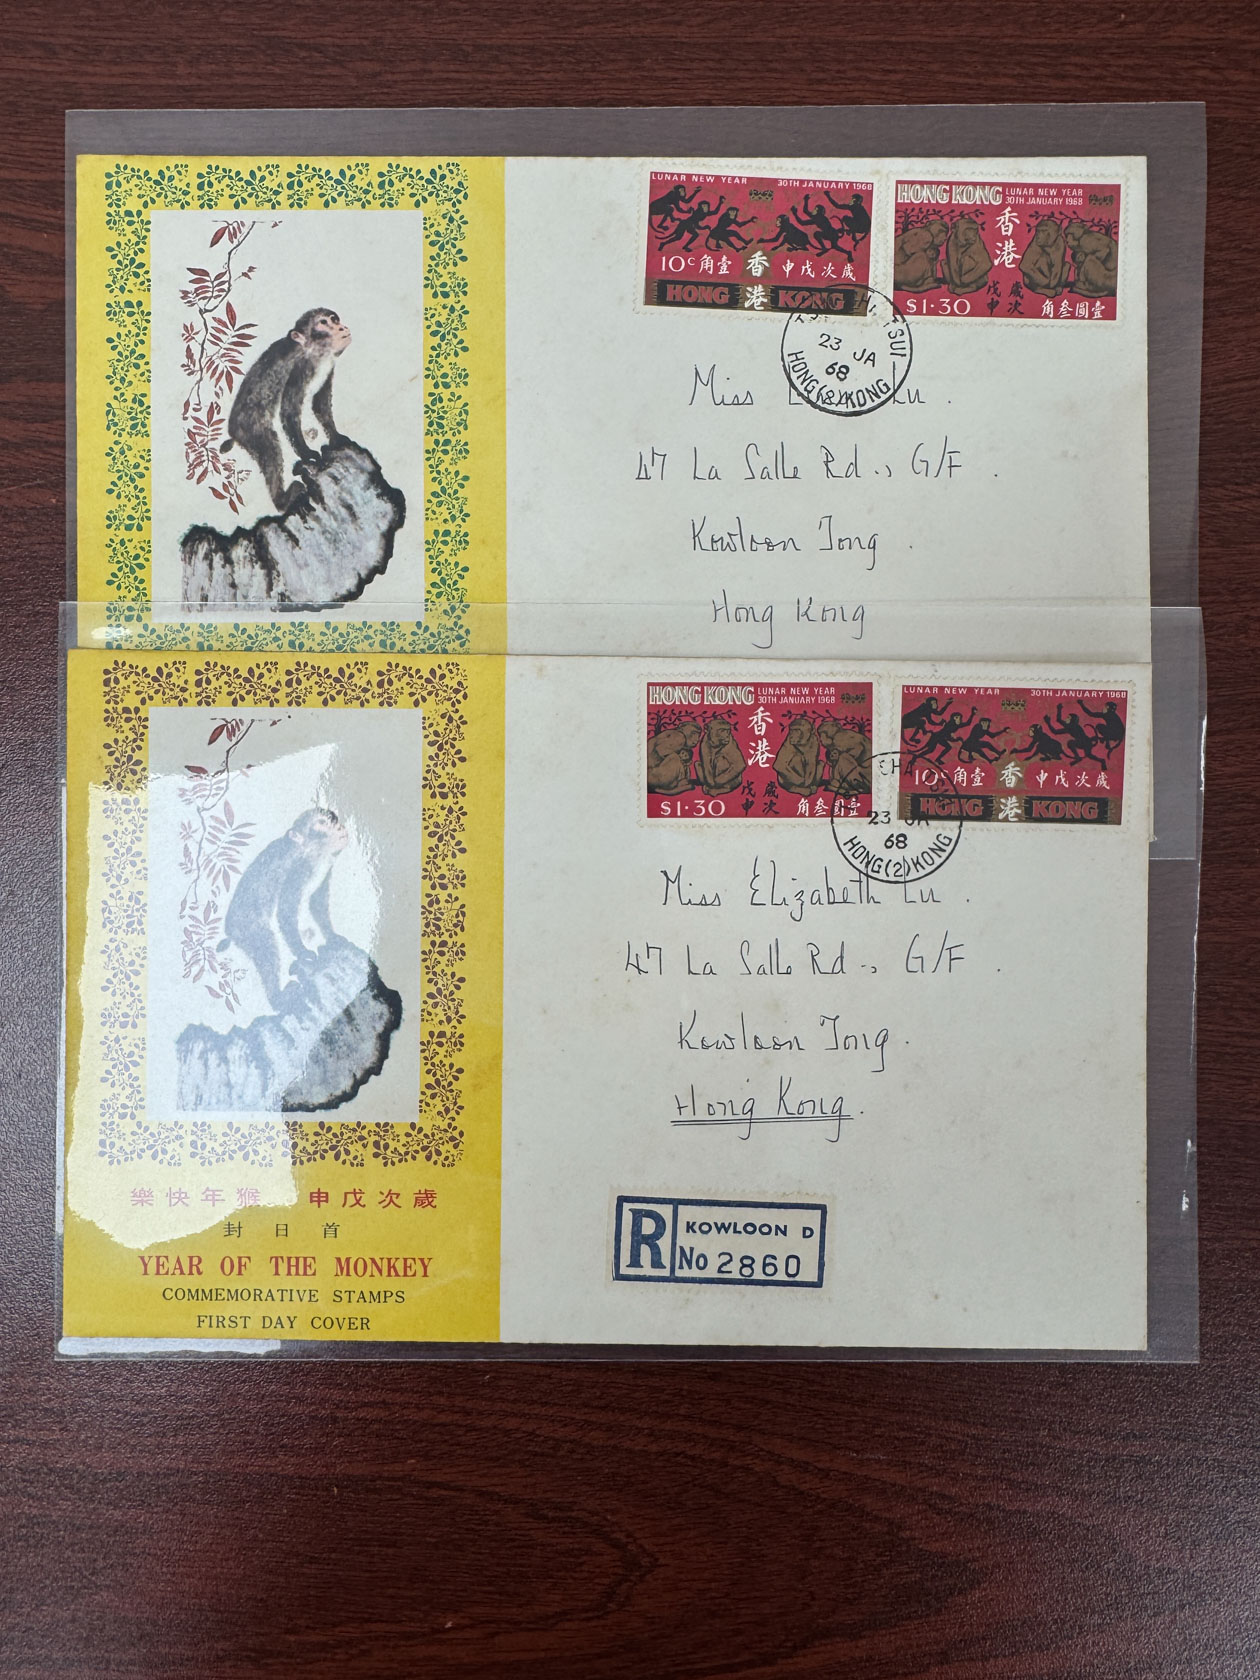 LUNAR NEW YEAR 30TH JANUARY 1968
10c 角壹 香港 申戊次歲
HONG KONG
HONG KONG LUNAR NEW YEAR
30TH JANUARY 1968
香港
戊申 歲次
$1·30 角叁圓壹
TSUI
23 JA
68
HONG KONG
Miss Lu.
47 La Salle Rd., G/F.
Kowloon Tong.
Hong Kong
HONG KONG LUNAR NEW YEAR
30TH JANUARY 1968
香港
戊申 歲次
$1·30 角叁圓壹
LUNAR NEW YEAR 30TH JANUARY 1968
10c 角壹 香港 申戊次歲
HONG KONG
23 JA
68
HONG (2) KONG
Miss Elizabeth Lu.
47 La Salle Rd., G/F.
Kowloon Tong.
Hong Kong.
樂快年猴 申戊次歲
封日首
YEAR OF THE MONKEY
COMMEMORATIVE STAMPS
FIRST DAY COVER
R KOWLOON D
No 2860